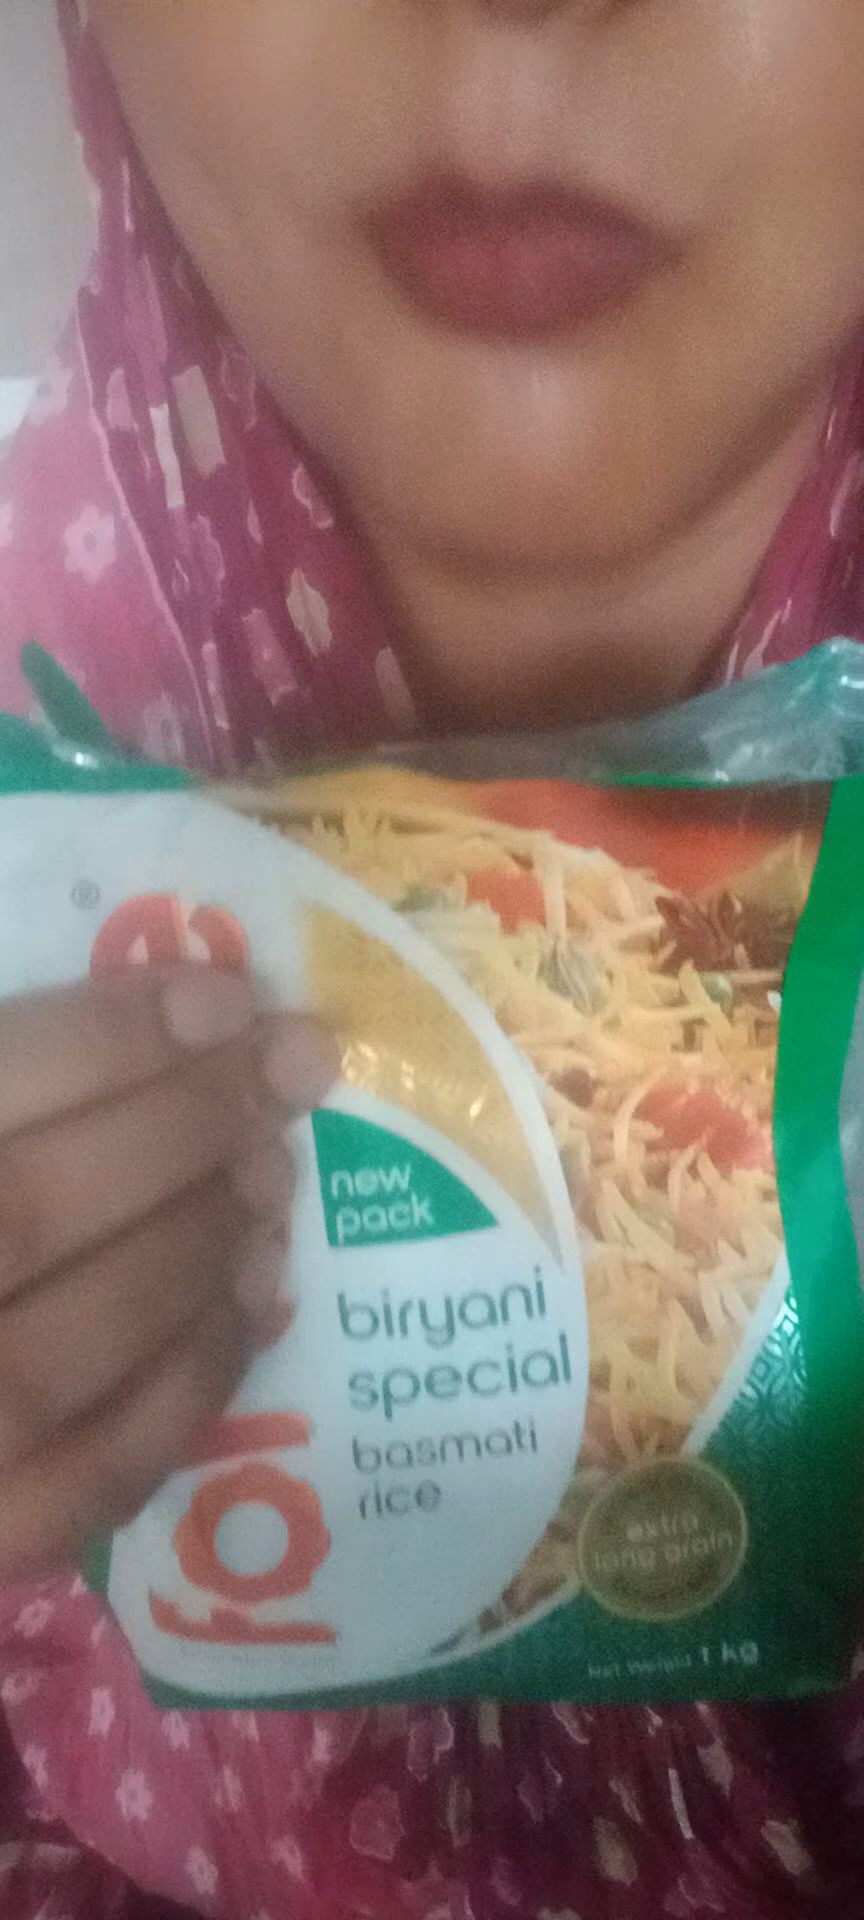 ®
new
pack
biryani
special
basmati
rice
extra
long grain
Net Weight 1 kg